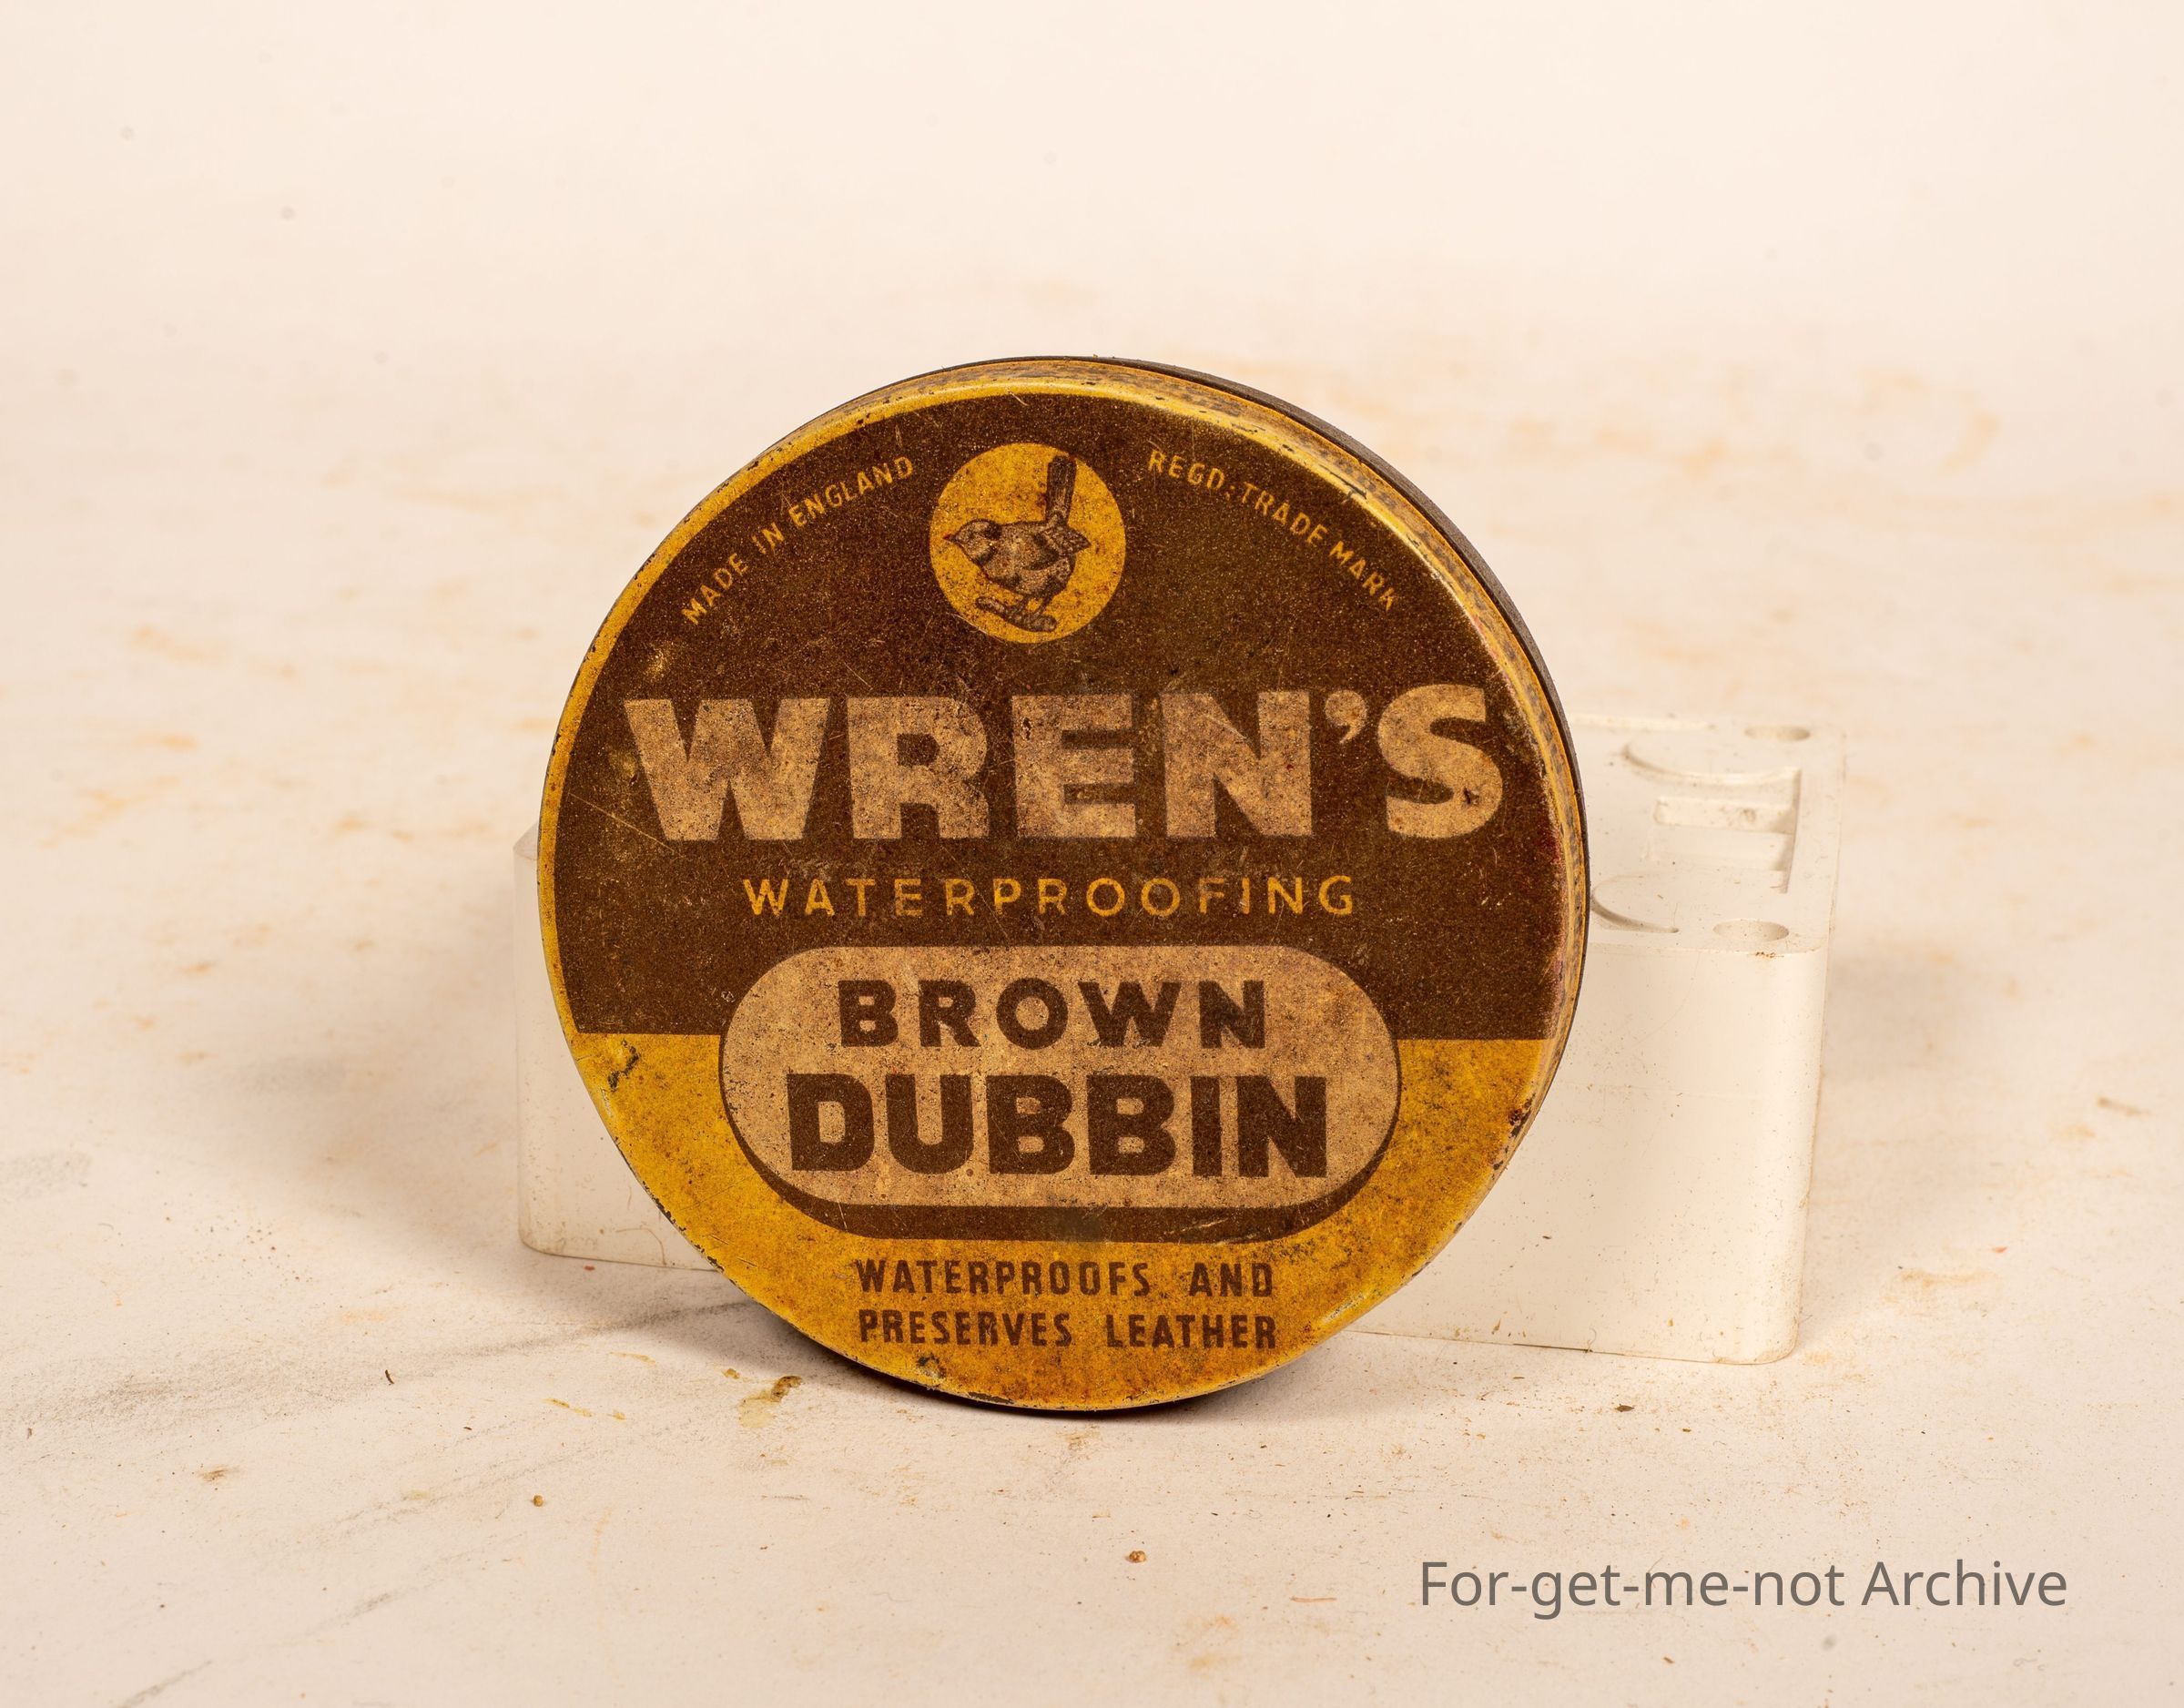 MADE IN ENGLAND
REGD: TRADE MARK
WREN'S
WATERPROOFING
BROWN
DUBBIN
WATERPROOFS AND
PRESERVES LEATHER
For-get-me-not Archive